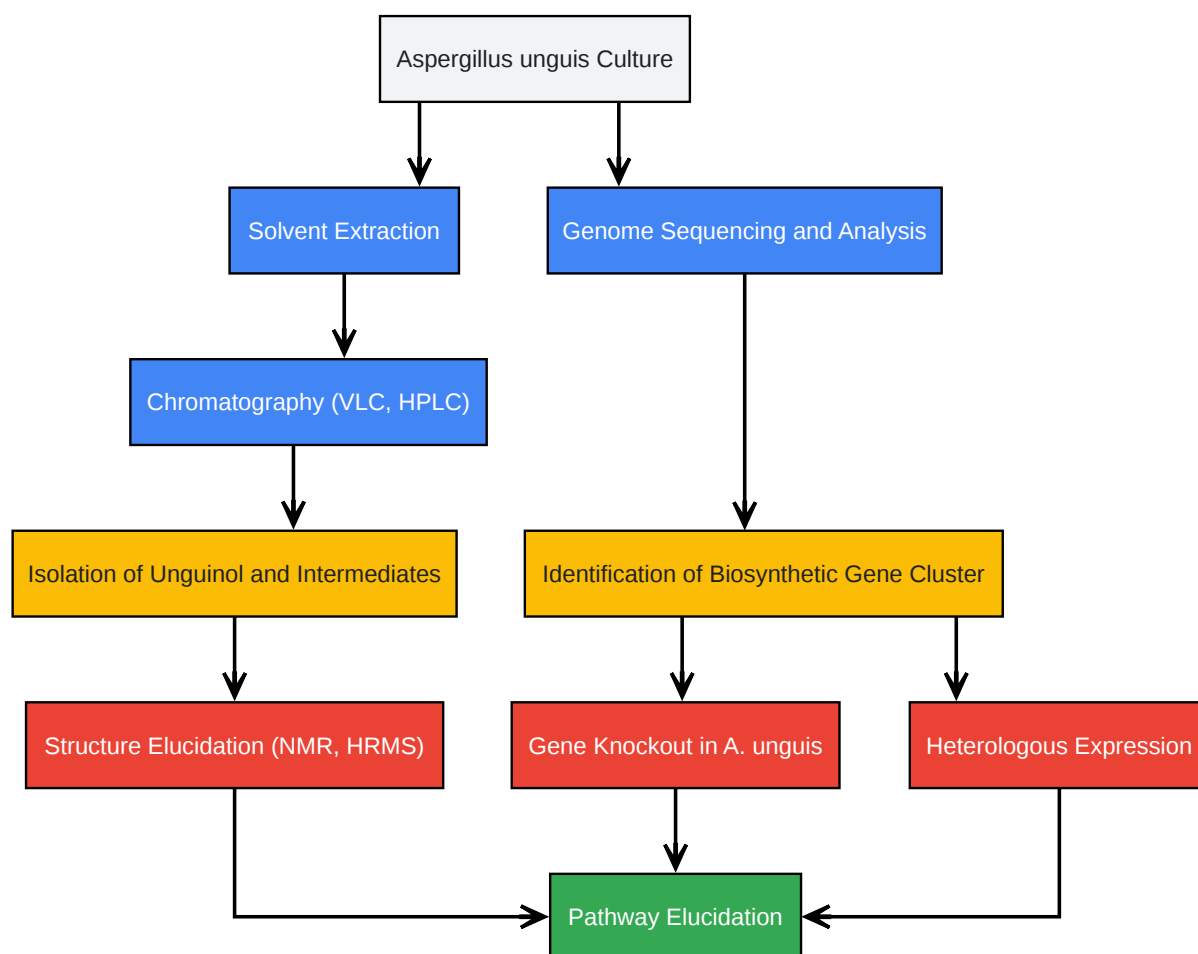 Aspergillus unguis Culture
Solvent Extraction
Genome Sequencing and Analysis
Chromatography (VLC, HPLC)
Isolation of Unguinol and Intermediates
Identification of Biosynthetic Gene Cluster
Structure Elucidation (NMR, HRMS)
Gene Knockout in A. unguis
Heterologous Expression
Pathway Elucidation